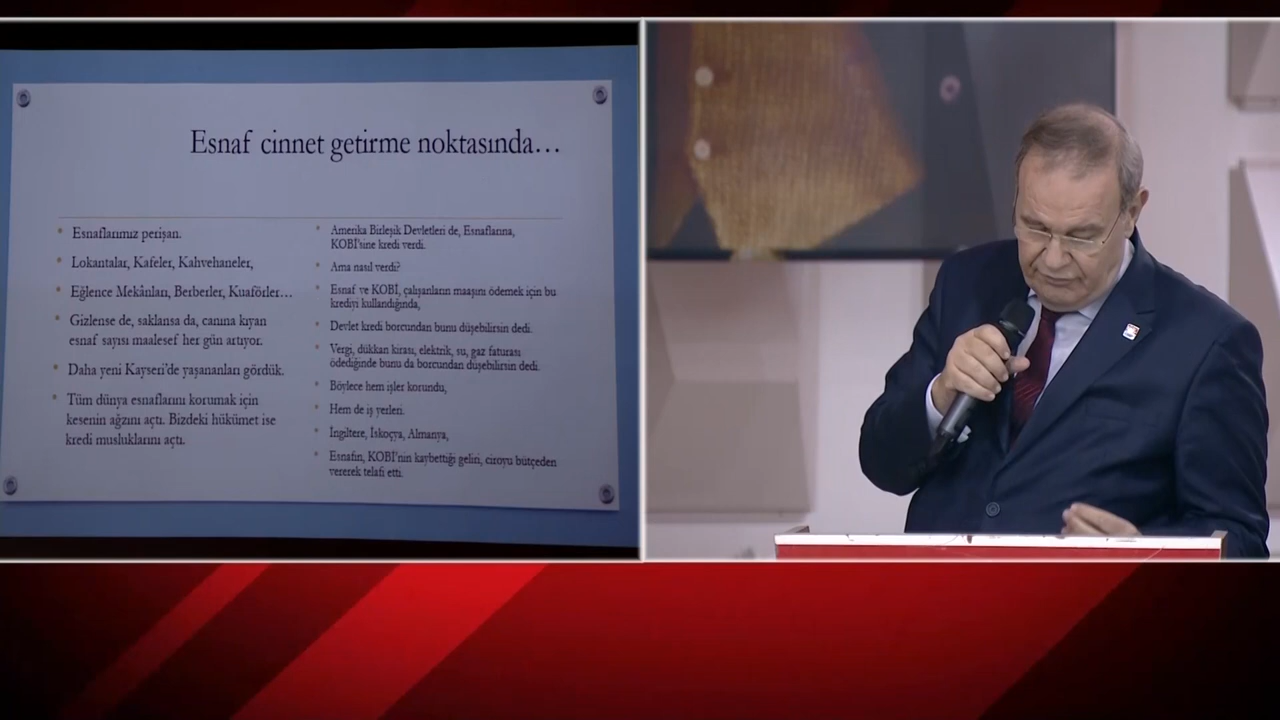 Esnaf cinnet getirme noktasında…
Esnaflarımız perişan.
Lokantalar, Kafeler, Kahvehaneler,
Eğlence Mekânları, Berberler, Kuaförler…
Gizlense de, saklansa da, canına kıyan
esnaf sayısı maalesef her gün artıyor.
Daha yeni Kayseri'de yaşananları gördük.
Tüm dünya esnaflarını korumak için
kesenin ağzını açtı. Bizdeki hükümet ise
kredi musluklarını açtı.
Amerika Birleşik Devletleri de, Esnaflarına,
KOBİ'sine kredi verdi.
Ama nasıl verdi?
Esnaf ve KOBİ, çalışanların maaşını ödemek için bu
krediyi kullandığında,
Devlet kredi borcundan bunu düşebilirsin dedi.
Vergi, dükkan kirası, elektrik, su, gaz faturası
ödediğinde bunu da borcundan düşebilirsin dedi.
Böylece hem işler korundu,
Hem de iş yerleri.
İngiltere, İskoçya, Almanya,
Esnafın, KOBİ'nin kaybettiği geliri, ciroyu bütçeden
vererek telafi etti.